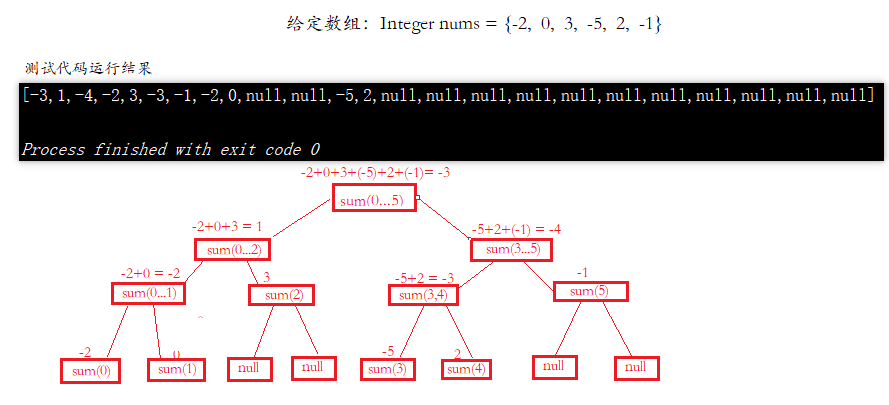 给定数组：Integer nums = {-2, 0, 3, -5, 2, -1}
测试代码运行结果
[-3,1,-4,-2,3,-3,-1,-2,0,null,null,-5,2,null,null,null,null,null,null,null,null,null,null,null]
Process finished with exit code 0
-2+0+3+(-5)+2+(-1)= -3
sum(0...5)
-2+0+3 = 1
-5+2+(-1) = -4
sum(0...2)
sum(3...5)
-2+0 = -2
3
-5+2 = -3
-1
sum(0...1)
sum(2)
sum(3,4)
sum(5)
-2
0
-5
2
sum(0)
sum(1)
null
null
sum(3)
sum(4)
null
null